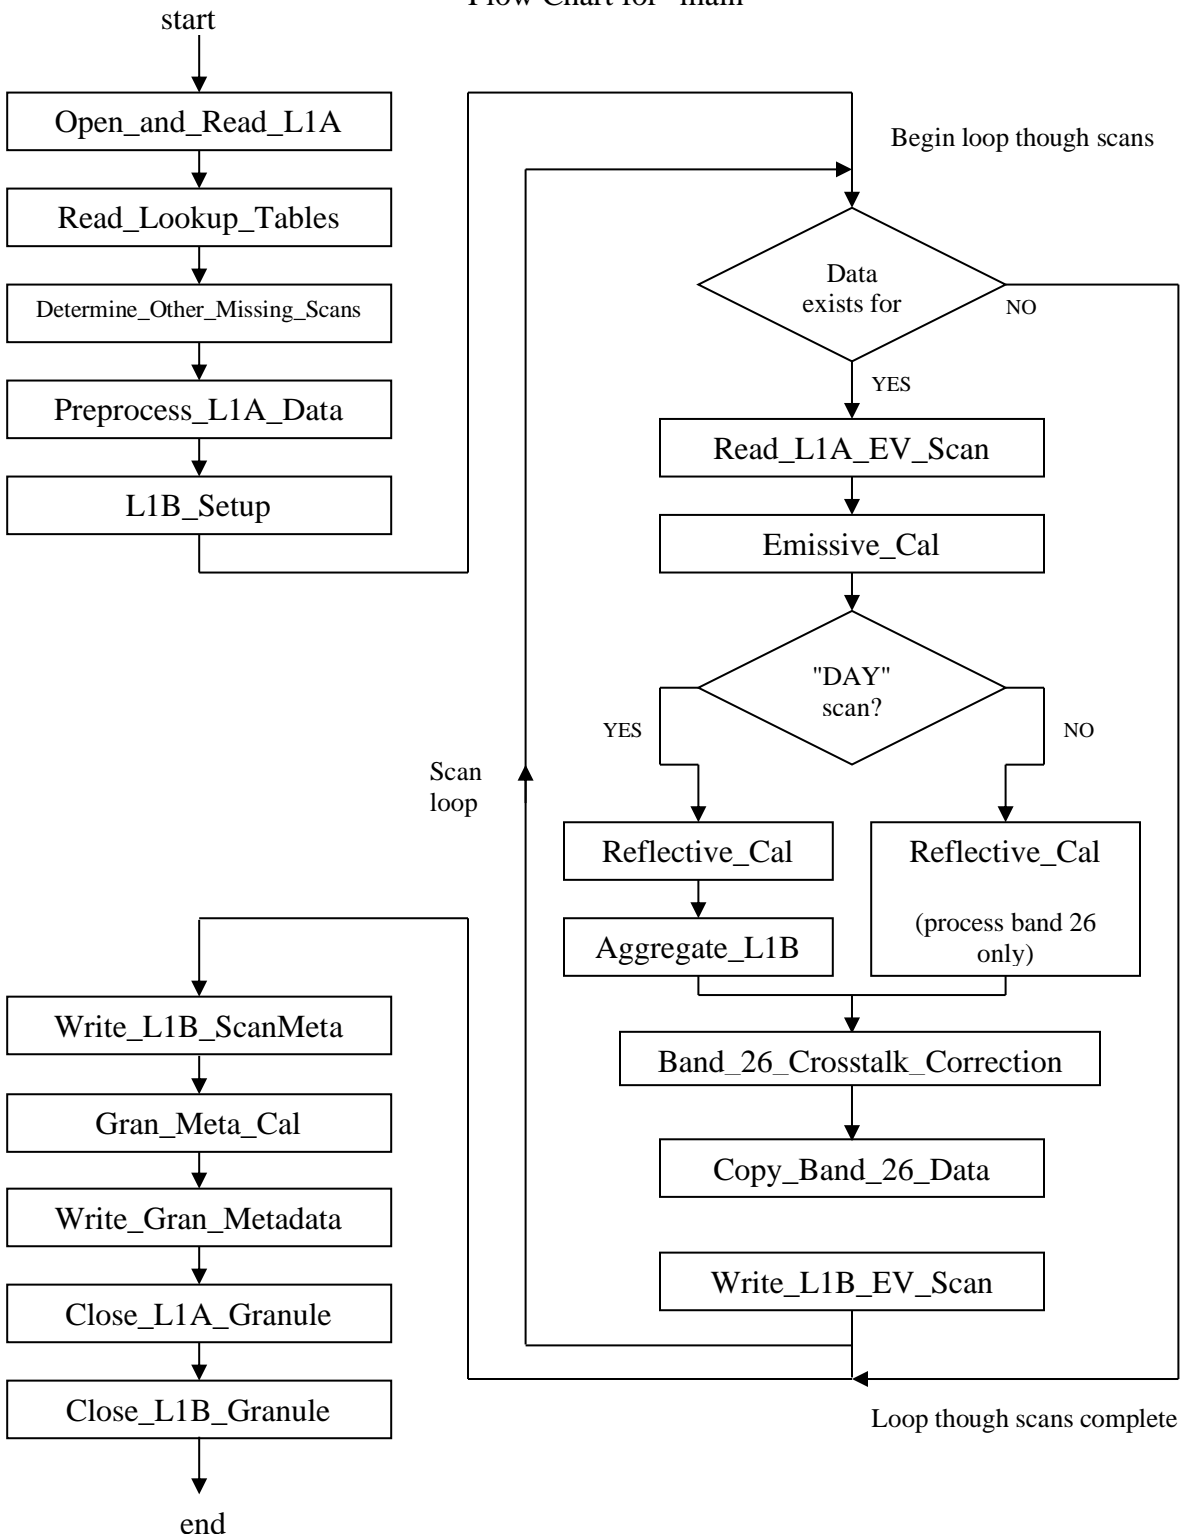 Flow Chart for "main"
start
Open_and_Read_L1A
Read_Lookup_Tables
Determine_Other_Missing_Scans
Preprocess_L1A_Data
L1B_Setup
Begin loop though scans
Data
exists for
NO
YES
Read_L1A_EV_Scan
Emissive_Cal
"DAY"
scan?
YES
NO
Scan
loop
Reflective_Cal
Aggregate_L1B
Reflective_Cal
(process band 26
only)
Band_26_Crosstalk_Correction
Copy_Band_26_Data
Write_L1B_EV_Scan
Loop though scans complete
Write_L1B_ScanMeta
Gran_Meta_Cal
Write_Gran_Metadata
Close_L1A_Granule
Close_L1B_Granule
end